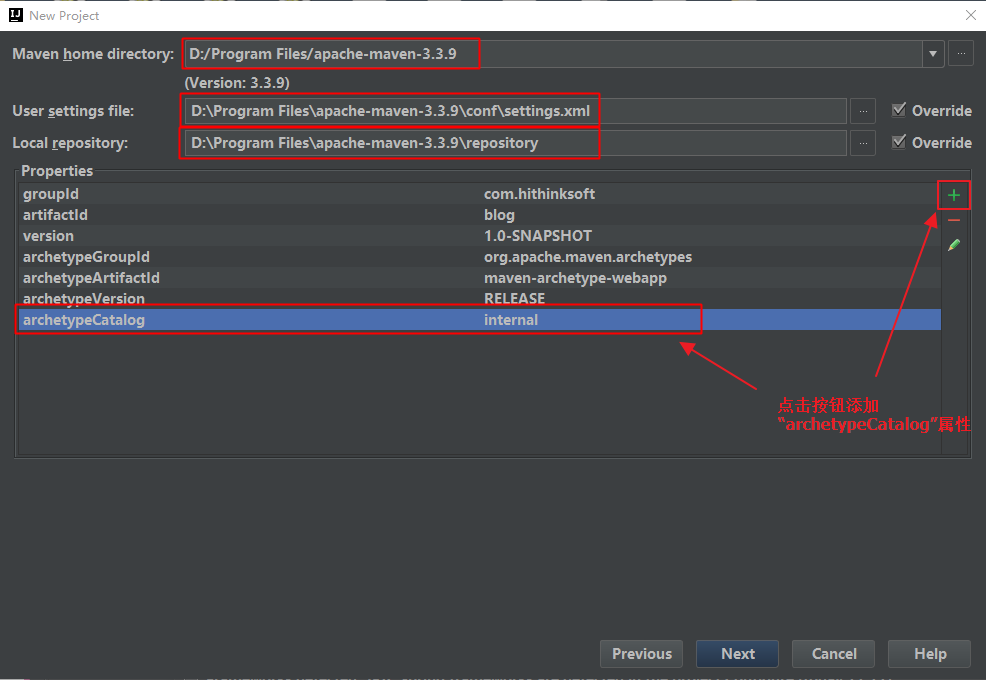 New Project
Maven home directory: D:/Program Files/apache-maven-3.3.9
(Version: 3.3.9)
User settings file: D:\Program Files\apache-maven-3.3.9\conf\settings.xml ... Override
Local repository: D:\Program Files\apache-maven-3.3.9\repository ... Override
Properties
groupId com.hithinksoft
artifactId blog
version 1.0-SNAPSHOT
archetypeGroupId org.apache.maven.archetypes
archetypeArtifactId maven-archetype-webapp
archetypeVersion RELEASE
archetypeCatalog internal
点击按钮添加
“archetypeCatalog”属性
Previous Next Cancel Help